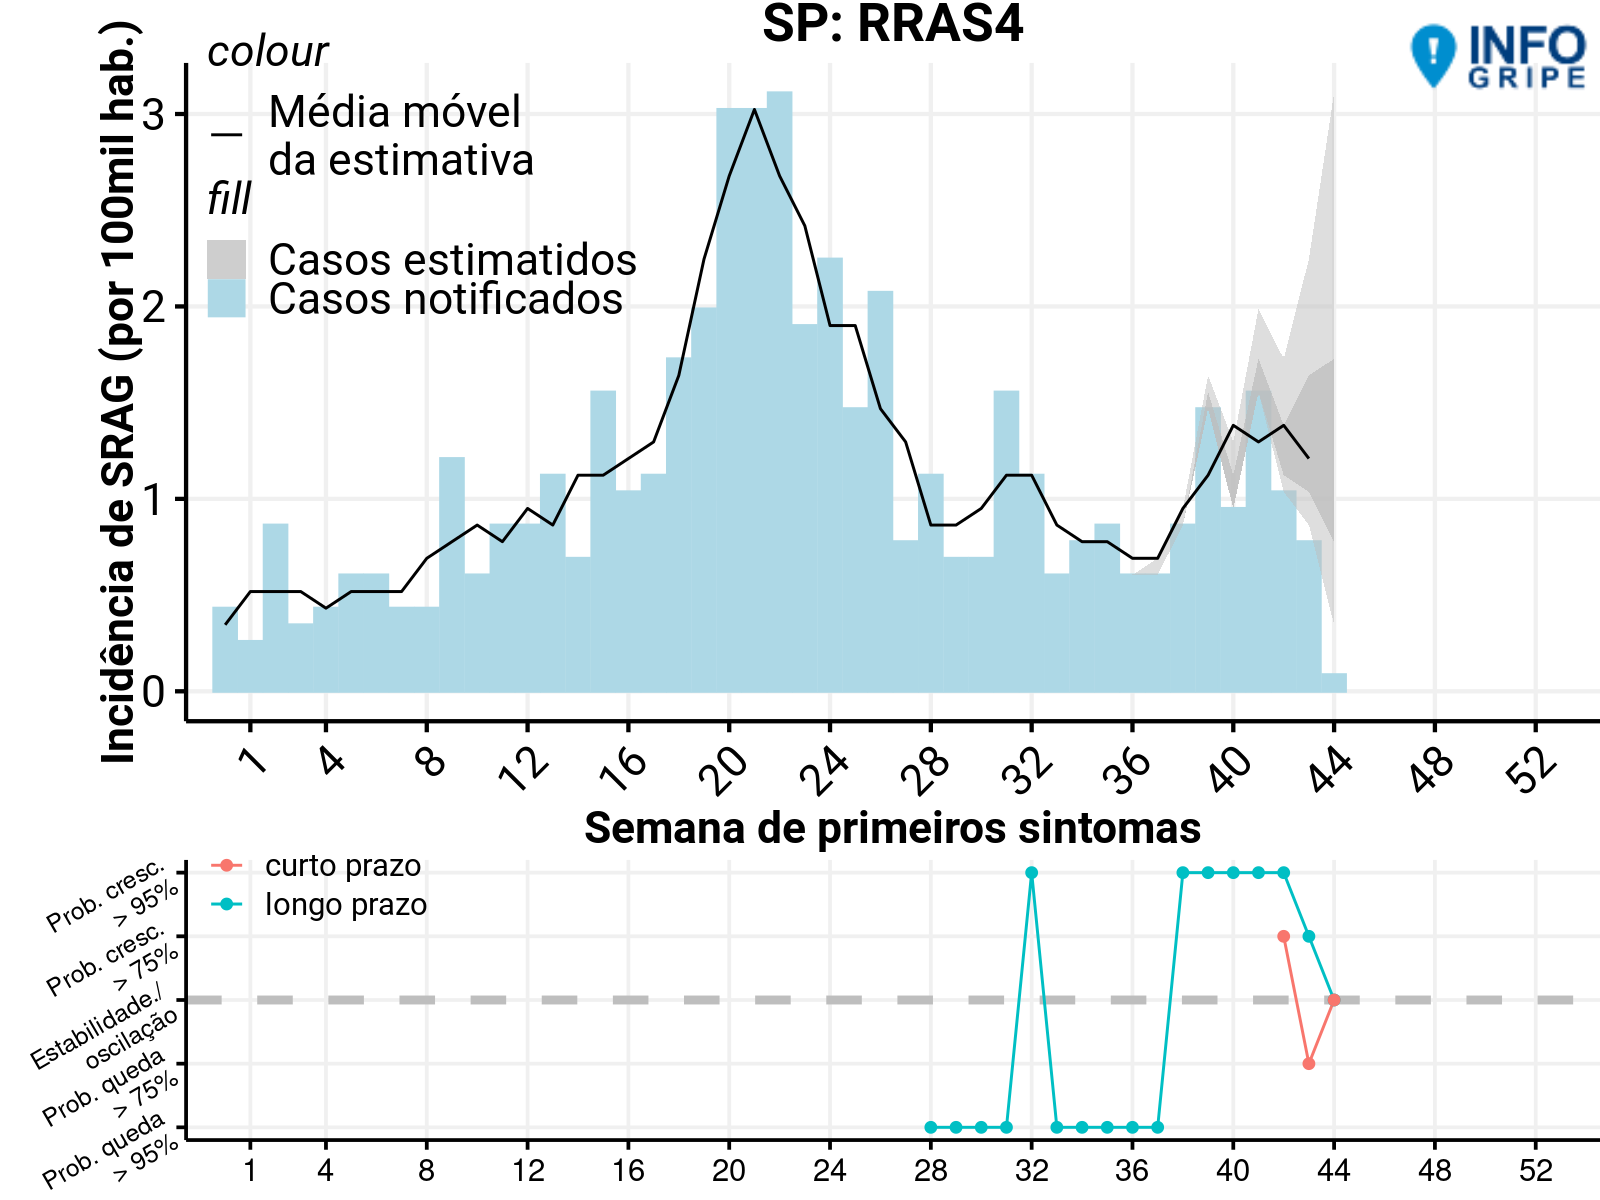 SP: RRAS4
INFO
GRIPE
colour
Média móvel
da estimativa
fill
Casos estimatidos
Casos notificados
Incidência de SRAG (por 100mil hab.)
3
2
1
0
1 4 8 12 16 20 24 28 32 36 40 44 48 52
Semana de primeiros sintomas
curto prazo
longo prazo
Prob. cresc.
> 95%
Prob. cresc.
> 75%
Estabilidade./
oscilação
Prob. queda
> 75%
Prob. queda
> 95%
1 4 8 12 16 20 24 28 32 36 40 44 48 52